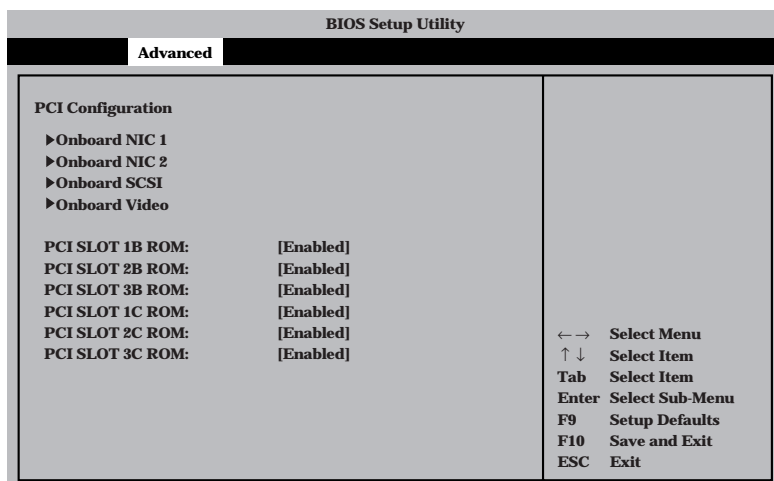 BIOS Setup Utility
Advanced
PCI Configuration
▶Onboard NIC 1
▶Onboard NIC 2
▶Onboard SCSI
▶Onboard Video
PCI SLOT 1B ROM: [Enabled]
PCI SLOT 2B ROM: [Enabled]
PCI SLOT 3B ROM: [Enabled]
PCI SLOT 1C ROM: [Enabled]
PCI SLOT 2C ROM: [Enabled]
PCI SLOT 3C ROM: [Enabled]
←→ Select Menu
↑↓ Select Item
Tab Select Item
Enter Select Sub-Menu
F9 Setup Defaults
F10 Save and Exit
ESC Exit